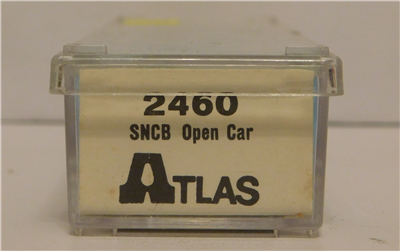 2460
SNCB Open Car
ATLAS